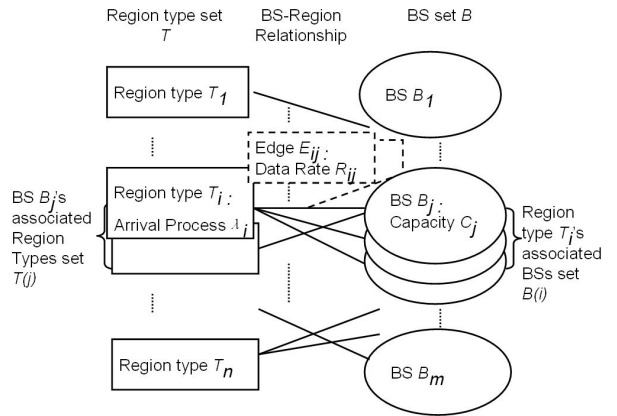 Region type set
T
BS-Region
Relationship
BS set B
Region type T1
BS B1
Edge Eij:
Data Rate Rij
Region type Ti:
Arrival Process λi
BS Bj:
Capacity Cj
BS Bj's
associated
Region
Types set
T(j)
Region
type Ti's
associated
BSs set
B(i)
Region type Tn
BS Bm